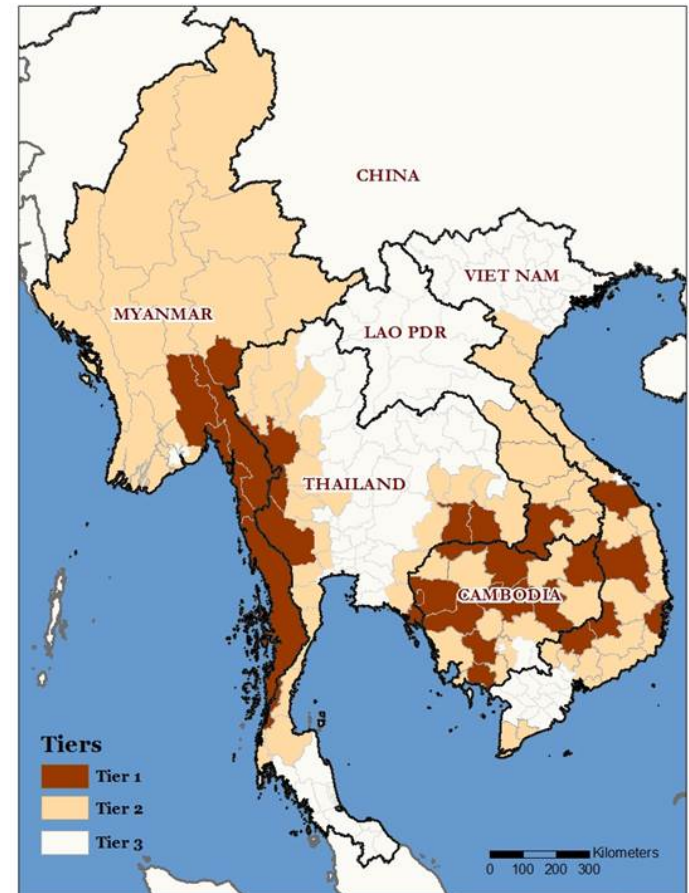 CHINA
VIET NAM
MYANMAR
LAO PDR
THAILAND
CAMBODIA
Tiers
Tier 1
Tier 2
Tier 3
Kilometers
0 100 200 300